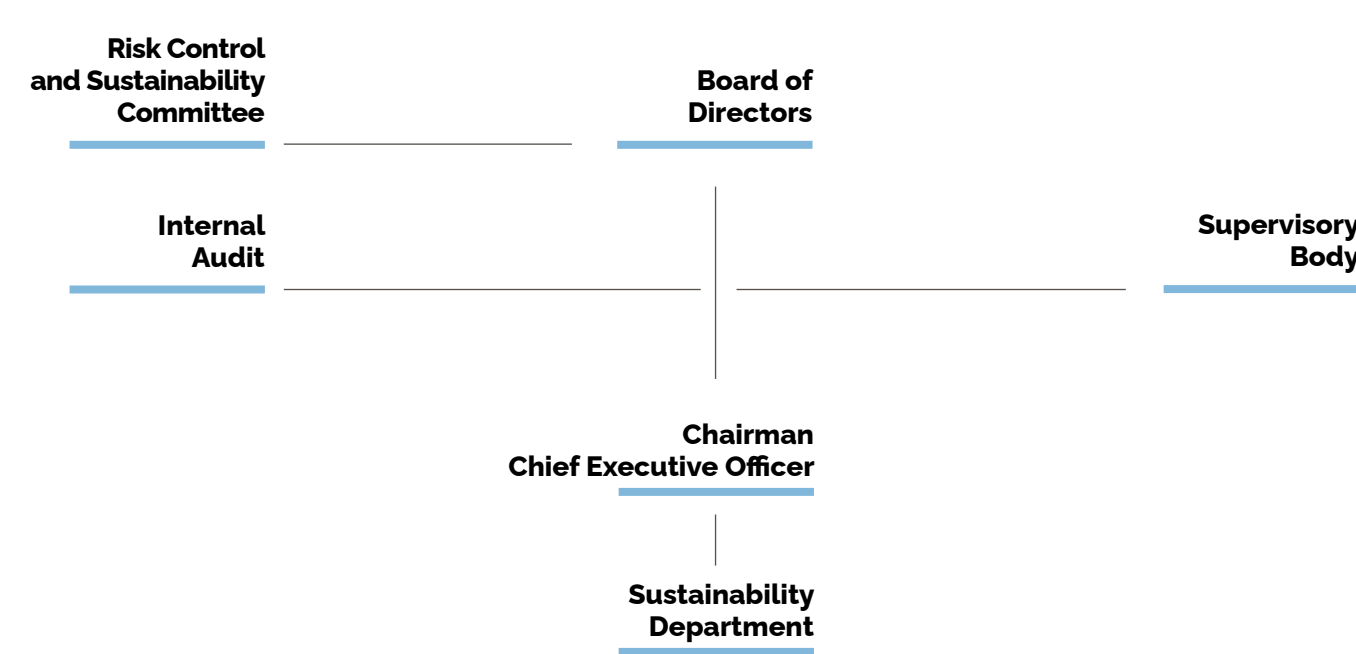 Risk Control
and Sustainability
Committee
Board of
Directors
Internal
Audit
Supervisory
Body
Chairman
Chief Executive Officer
Sustainability
Department